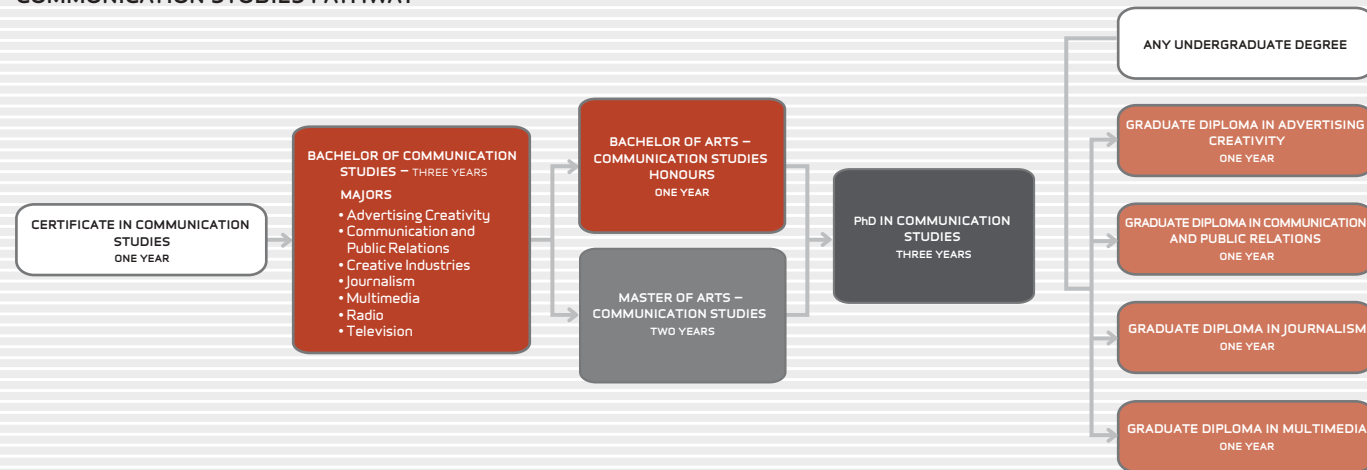 COMMUNICATION STUDIES PATHWAY
CERTIFICATE IN COMMUNICATION
STUDIES
ONE YEAR
BACHELOR OF COMMUNICATION
STUDIES – THREE YEARS
MAJORS
• Advertising Creativity
• Communication and
Public Relations
• Creative Industries
• Journalism
• Multimedia
• Radio
• Television
BACHELOR OF ARTS –
COMMUNICATION STUDIES
HONOURS
ONE YEAR
MASTER OF ARTS –
COMMUNICATION STUDIES
TWO YEARS
PhD IN COMMUNICATION
STUDIES
THREE YEARS
ANY UNDERGRADUATE DEGREE
GRADUATE DIPLOMA IN ADVERTISING
CREATIVITY
ONE YEAR
GRADUATE DIPLOMA IN COMMUNICATION
AND PUBLIC RELATIONS
ONE YEAR
GRADUATE DIPLOMA IN JOURNALISM
ONE YEAR
GRADUATE DIPLOMA IN MULTIMEDIA
ONE YEAR